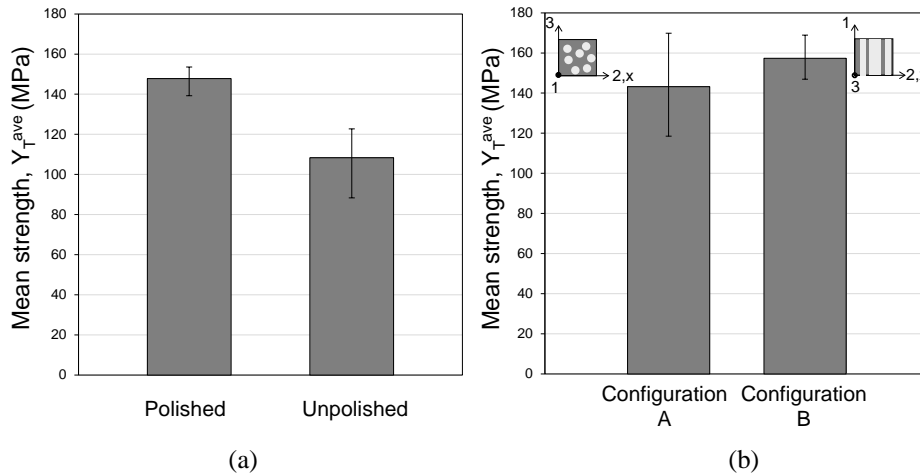 Mean strength, Y_T^ave (MPa)
180
160
140
120
100
80
60
40
20
0
Polished
Unpolished
(a)
Mean strength, Y_T^ave (MPa)
180
160
140
120
100
80
60
40
20
0
3
1
2,x
1
3
2,
Configuration
A
Configuration
B
(b)